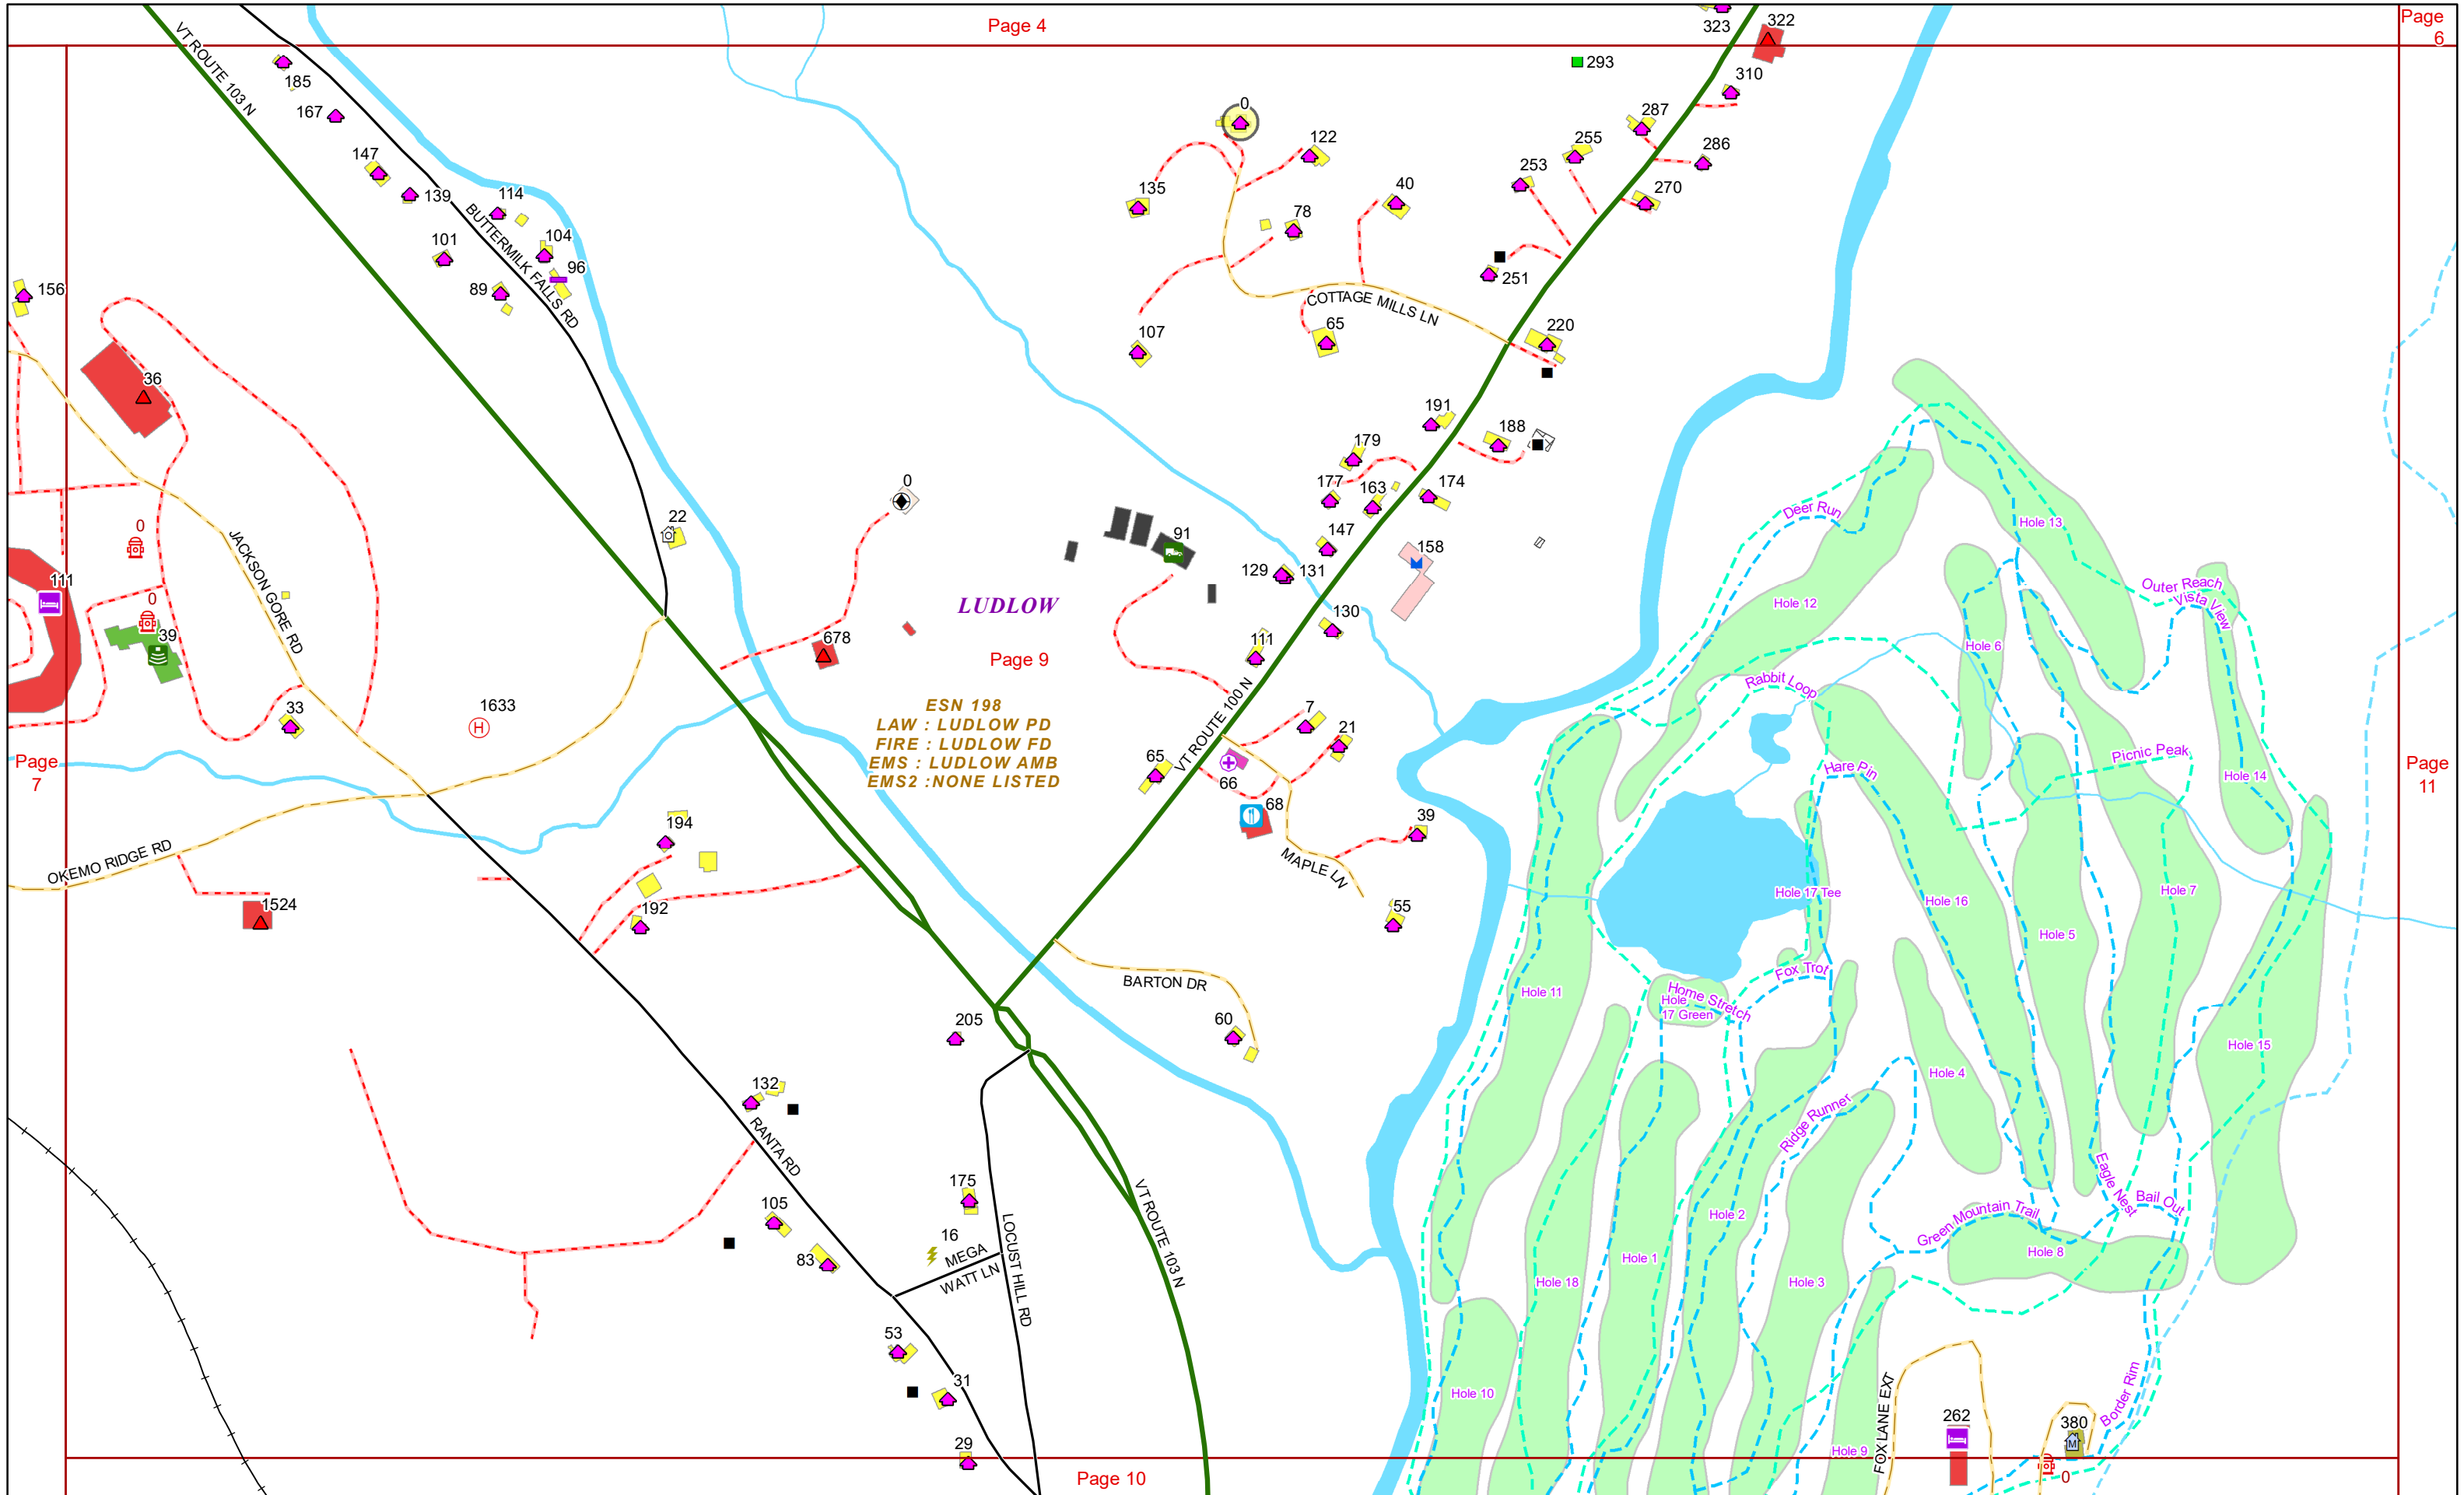 Page 4
Page
6
323
322
293
310
185
VT ROUTE 103 N
167
0
287
122
255
286
147
253
139
114
135
40
270
BUTTERMILK FALLS RD
78
101
104
96
251
156
89
COTTAGE MILLS LN
65
220
107
36
191
188
179
0
177
163
174
22
Deer Run
Hole 13
0
91
147
158
JACKSON GORE RD
129
131
111
Outer Reach
Vista View
0
LUDLOW
Hole 12
130
39
678
111
Hole 6
Page 9
Rabbit Loop
33
1633
ESN 198
LAW : LUDLOW PD
FIRE : LUDLOW FD
EMS : LUDLOW AMB
EMS2 :NONE LISTED
VT ROUTE 100 N
7
21
Picnic Peak
Page
7
65
66
Hare Pin
Hole 14
Page
11
68
194
39
OKEMO RIDGE RD
MAPLE LN
Hole 17 Tee
Hole 7
1524
192
55
Hole 16
Hole 5
BARTON DR
Fox Trot
Hole 11
Home Stretch
Hole
17 Green
205
60
Hole 15
132
Hole 4
RANTA RD
Ridge Runner
VT ROUTE 103 N
175
Eagle Nest
105
Bail Out
Hole 2
Green Mountain Trail
16
MEGA
WATT LN
83
LOCUST HILL RD
Hole 1
Hole 8
Hole 18
Hole 3
53
31
Hole 10
Border Rim
FOX LANE EXT
262
380
M
29
Hole 9
Page 10
0
H